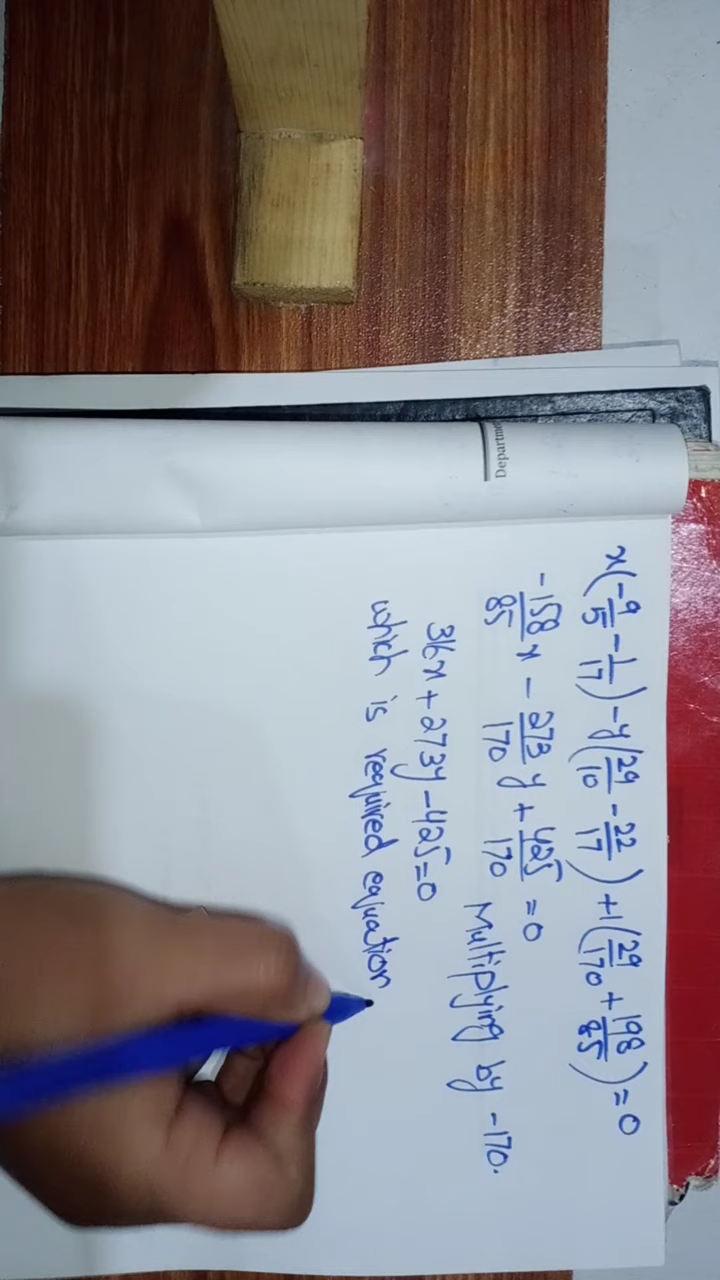 Departme
x(-9/5 - 1/17) - y(29/10 - 22/17) + 1(29/170 + 198/85) = 0
-158/85 x - 273/170 y + 425/170 = 0
Multiplying by -170.
316x + 273y - 425 = 0
which is required equation